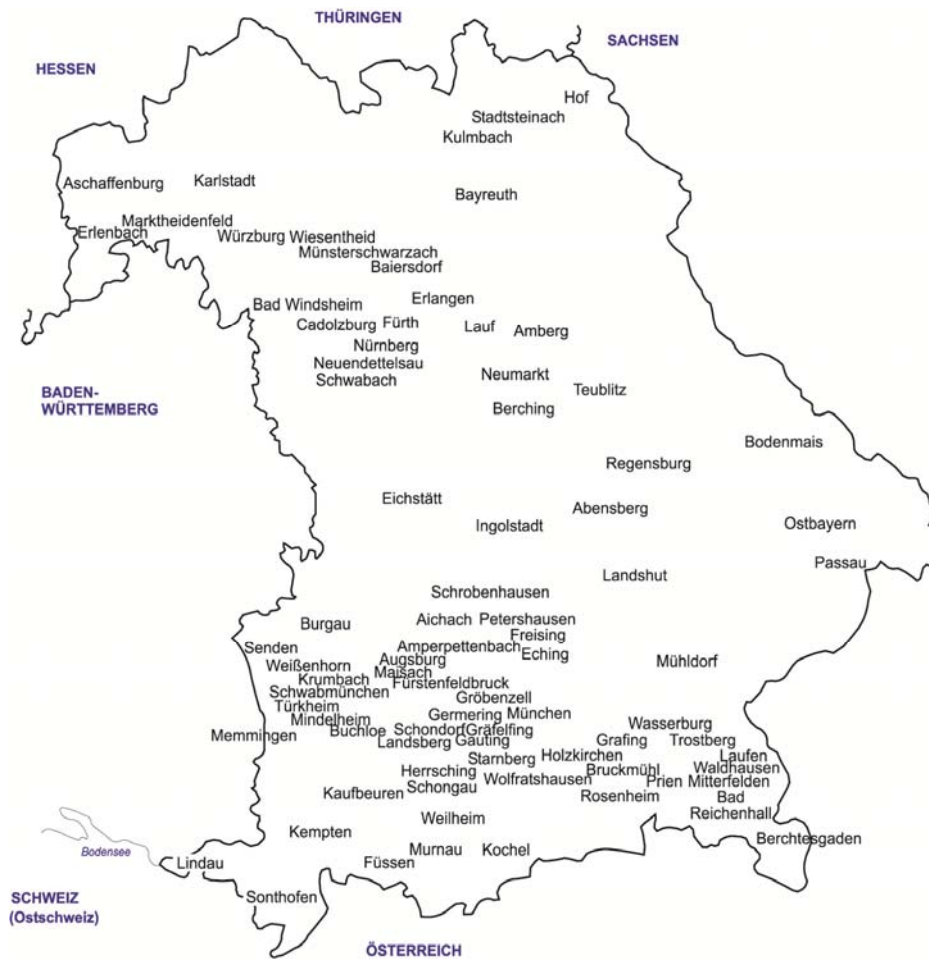 THÜRINGEN
SACHSEN
HESSEN
Hof
Stadtsteinach
Kulmbach
Aschaffenburg
Karlstadt
Bayreuth
Marktheidenfeld
Erlenbach
Würzburg
Wiesentheid
Münsterschwarzach
Baiersdorf
Erlangen
Bad Windsheim
Cadolzburg
Fürth
Lauf
Amberg
Nürnberg
Neuendettelsau
Schwabach
Neumarkt
Teublitz
BADEN-
WÜRTTEMBERG
Berching
Bodenmais
Regensburg
Eichstätt
Abensberg
Ingolstadt
Ostbayern
Passau
Landshut
Schrobenhausen
Aichach
Petershausen
Burgau
Freising
Senden
Amperpettenbach
Eching
Augsburg
Mühldorf
Weißenhorn
Maisach
Krumbach
Fürstenfeldbruck
Schwabmünchen
Gröbenzell
Türkheim
Germering
München
Mindelheim
Wasserburg
Memmingen
Buchloe
Schondorf
Gräfelfing
Landsberg
Gauting
Grafing
Trostberg
Holzkirchen
Laufen
Starnberg
Waldhausen
Herrsching
Bruckmühl
Wolfratshausen
Prien
Mitterfelden
Schongau
Kaufbeuren
Rosenheim
Bad
Reichenhall
Weilheim
Kempten
Berchtesgaden
Bodensee
Murnau
Kochel
Lindau
Füssen
SCHWEIZ
(Ostschweiz)
Sonthofen
ÖSTERREICH